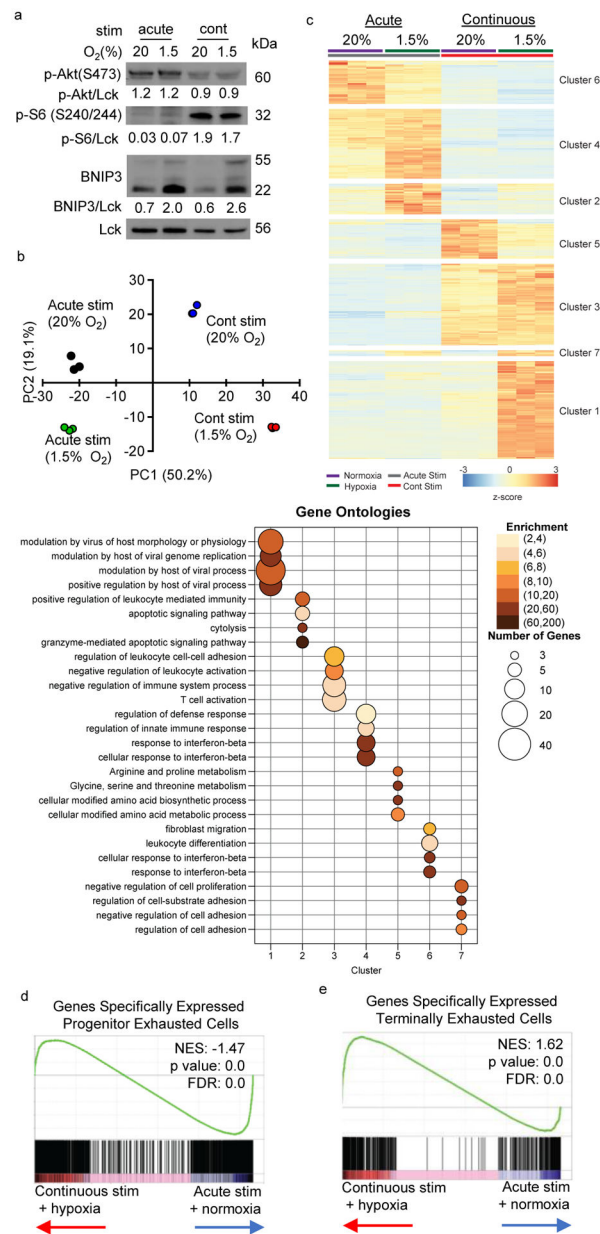 a
stim acute cont
O2(%) 20 1.5 20 1.5 kDa
p-Akt(S473) 60
p-Akt/Lck 1.2 1.2 0.9 0.9
p-S6 (S240/244) 32
p-S6/Lck 0.03 0.07 1.9 1.7
55
BNIP3
22
BNIP3/Lck 0.7 2.0 0.6 2.6
Lck 56
b
30
20
10
-10
-20
-40 -20 20 30 40
PC2 (19.1%)
PC1 (50.2%)
Acute stim
(20% O2)
Cont stim
(20% O2)
Acute stim
(1.5% O2)
Cont stim
(1.5% O2)
c
Acute Continuous
20% 1.5% 20% 1.5%
Cluster 6
Cluster 4
Cluster 2
Cluster 5
Cluster 3
Cluster 7
Cluster 1
Normoxia Acute Stim
Hypoxia Cont Stim
-3 0 3
z-score
Gene Ontologies
modulation by virus of host morphology or physiology
modulation by host of viral genome replication
modulation by host of viral process
positive regulation by host of viral process
positive regulation of leukocyte mediated immunity
apoptotic signaling pathway
cytolysis
granzyme-mediated apoptotic signaling pathway
regulation of leukocyte cell-cell adhesion
negative regulation of leukocyte activation
negative regulation of immune system process
T cell activation
regulation of defense response
regulation of innate immune response
response to interferon-beta
cellular response to interferon-beta
Arginine and proline metabolism
Glycine, serine and threonine metabolism
cellular modified amino acid biosynthetic process
cellular modified amino acid metabolic process
fibroblast migration
leukocyte differentiation
cellular response to interferon-beta
response to interferon-beta
negative regulation of cell proliferation
regulation of cell-substrate adhesion
negative regulation of cell adhesion
regulation of cell adhesion
1 2 3 4 5 6 7
Cluster
Enrichment
(2,4)
(4,6)
(6,8)
(8,10)
(10,20)
(20,60)
(60,200)
Number of Genes
3
5
10
20
40
d
Genes Specifically Expressed
Progenitor Exhausted Cells
NES: -1.47
p value: 0.0
FDR: 0.0
Continuous stim
+ hypoxia
Acute stim
+ normoxia
e
Genes Specifically Expressed
Terminally Exhausted Cells
NES: 1.62
p value: 0.0
FDR: 0.0
Continuous stim
+ hypoxia
Acute stim
+ normoxia